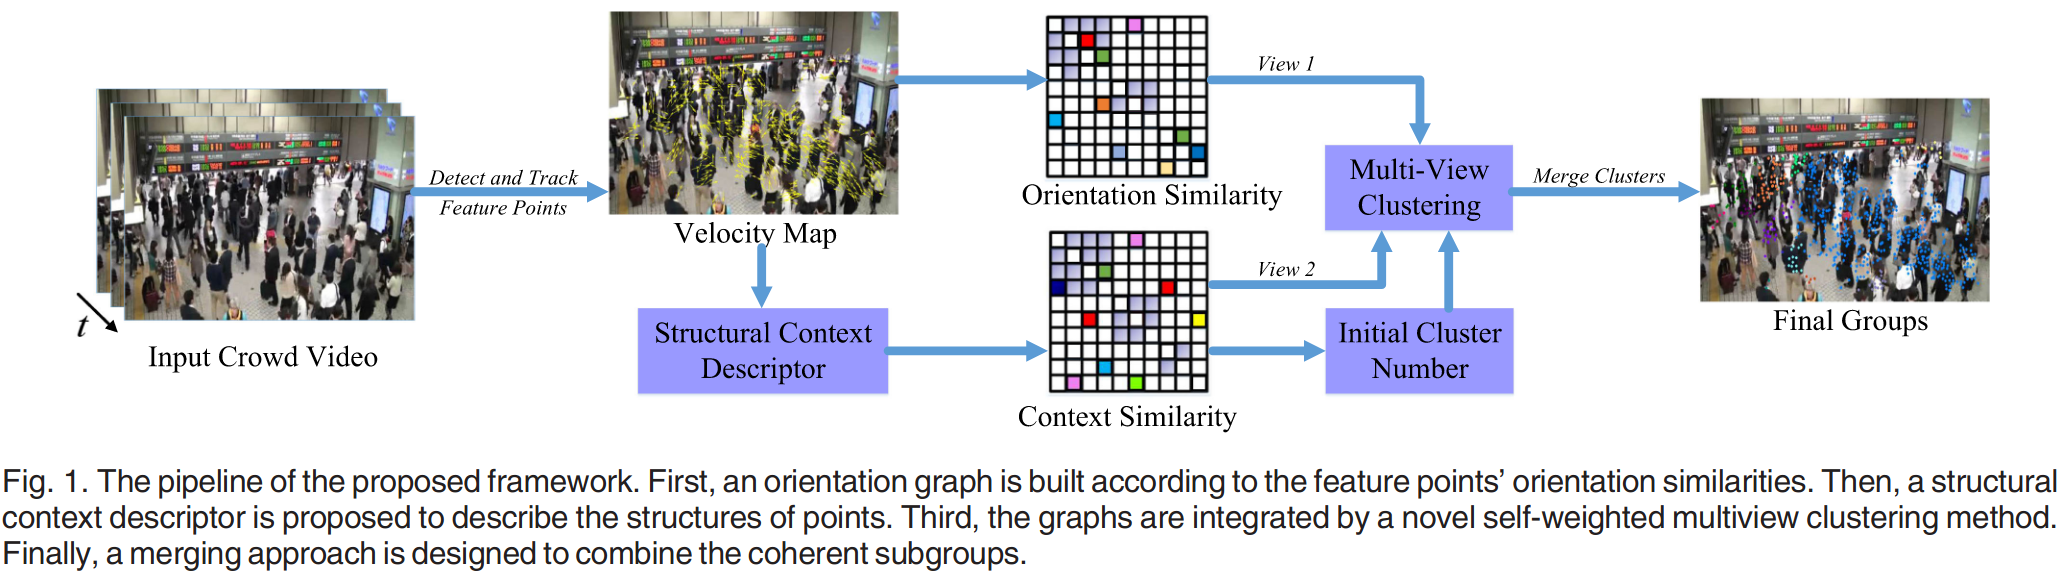 Input Crowd Video
t
Detect and Track
Feature Points
Velocity Map
Structural Context
Descriptor
Orientation Similarity
Context Similarity
View 1
View 2
Multi-View
Clustering
Initial Cluster
Number
Merge Clusters
Final Groups
Fig. 1. The pipeline of the proposed framework. First, an orientation graph is built according to the feature points’ orientation similarities. Then, a structural
context descriptor is proposed to describe the structures of points. Third, the graphs are integrated by a novel self-weighted multiview clustering method.
Finally, a merging approach is designed to combine the coherent subgroups.